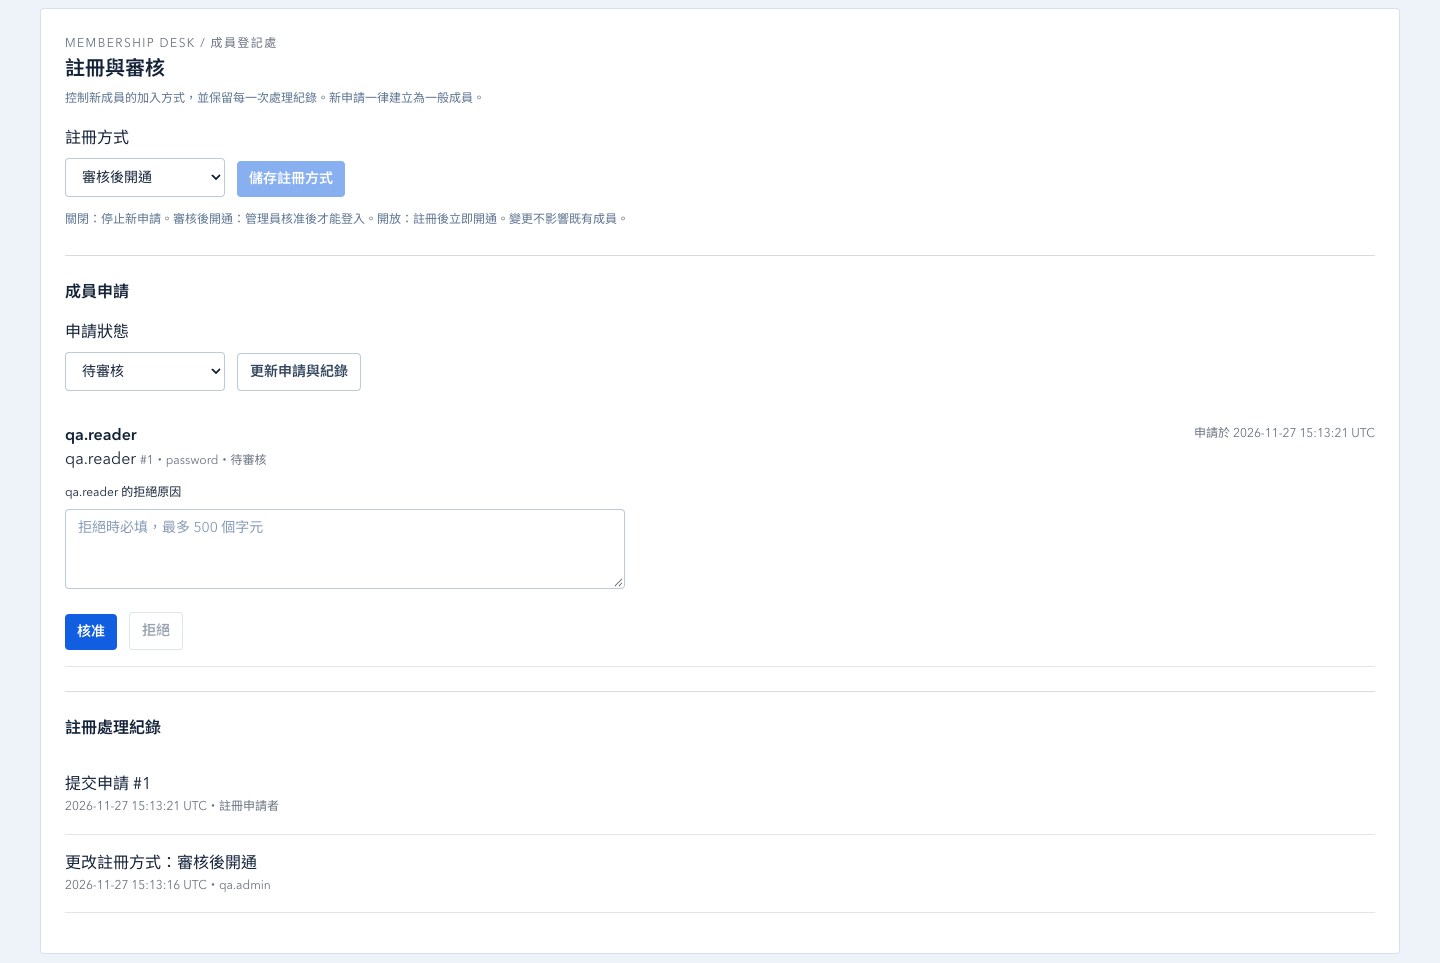 MEMBERSHIP DESK / 成員登記處
註冊與審核
控制新成員的加入方式，並保留每一次處理紀錄。新申請一律建立為一般成員。
註冊方式
審核後開通
儲存註冊方式
關閉：停止新申請。審核後開通：管理員核准後才能登入。開放：註冊後立即開通。變更不影響既有成員。
成員申請
申請狀態
待審核
更新申請與紀錄
qa.reader
申請於 2026-11-27 15:13:21 UTC
qa.reader #1・password・待審核
qa.reader 的拒絕原因
拒絕時必填，最多 500 個字元
核准
拒絕
註冊處理紀錄
提交申請 #1
2026-11-27 15:13:21 UTC・註冊申請者
更改註冊方式：審核後開通
2026-11-27 15:13:16 UTC・qa.admin